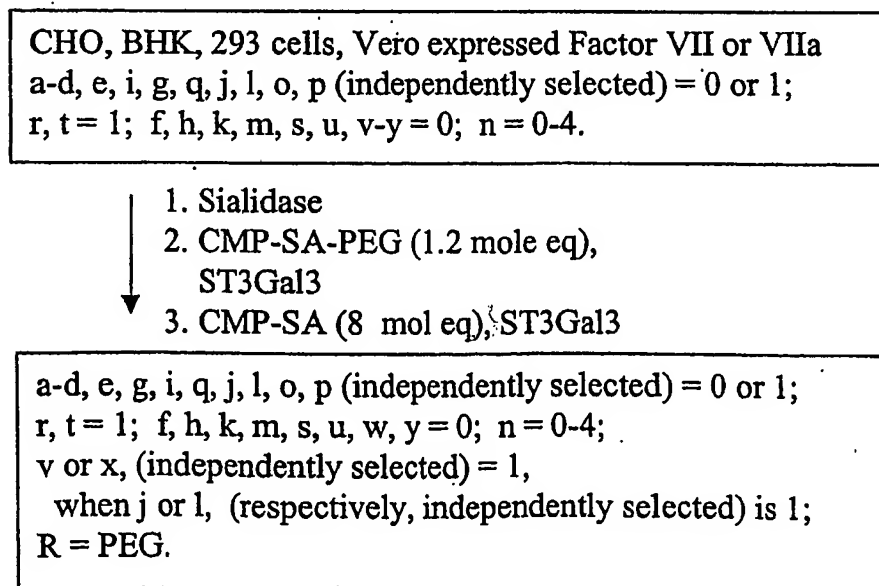 CHO, BHK, 293 cells, Vero expressed Factor VII or VIIa
a-d, e, i, g, q, j, l, o, p (independently selected) = 0 or 1;
r, t = 1; f, h, k, m, s, u, v-y = 0; n = 0-4.
1. Sialidase
2. CMP-SA-PEG (1.2 mole eq),
ST3Gal3
3. CMP-SA (8 mol eq), ST3Gal3
a-d, e, g, i, q, j, l, o, p (independently selected) = 0 or 1;
r, t = 1; f, h, k, m, s, u, w, y = 0; n = 0-4;
v or x, (independently selected) = 1,
when j or l, (respectively, independently selected) is 1;
R = PEG.